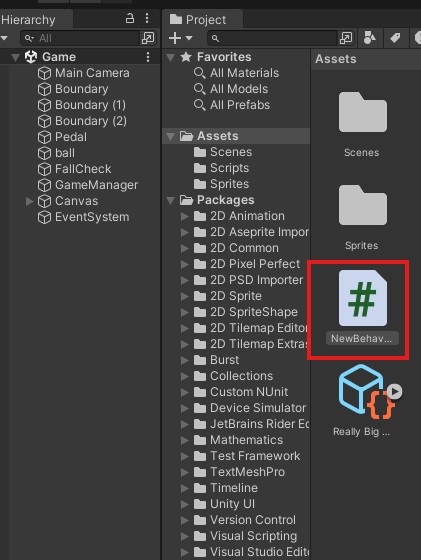 Hierarchy
All
Game
Main Camera
Boundary
Boundary (1)
Boundary (2)
Pedal
ball
FallCheck
GameManager
Canvas
EventSystem
Project
Favorites
All Materials
All Models
All Prefabs
Assets
Scenes
Scripts
Sprites
Packages
2D Animation
2D Aseprite Impor
2D Common
2D Pixel Perfect
2D PSD Importer
2D Sprite
2D SpriteShape
2D Tilemap Editor
2D Tilemap Extras
Burst
Collections
Custom NUnit
Device Simulator
JetBrains Rider Ed
Mathematics
Test Framework
TextMeshPro
Timeline
Unity UI
Version Control
Visual Scripting
Visual Studio Edit
Assets
Scenes
Sprites
#
NewBehav...
{}
Really Big ...